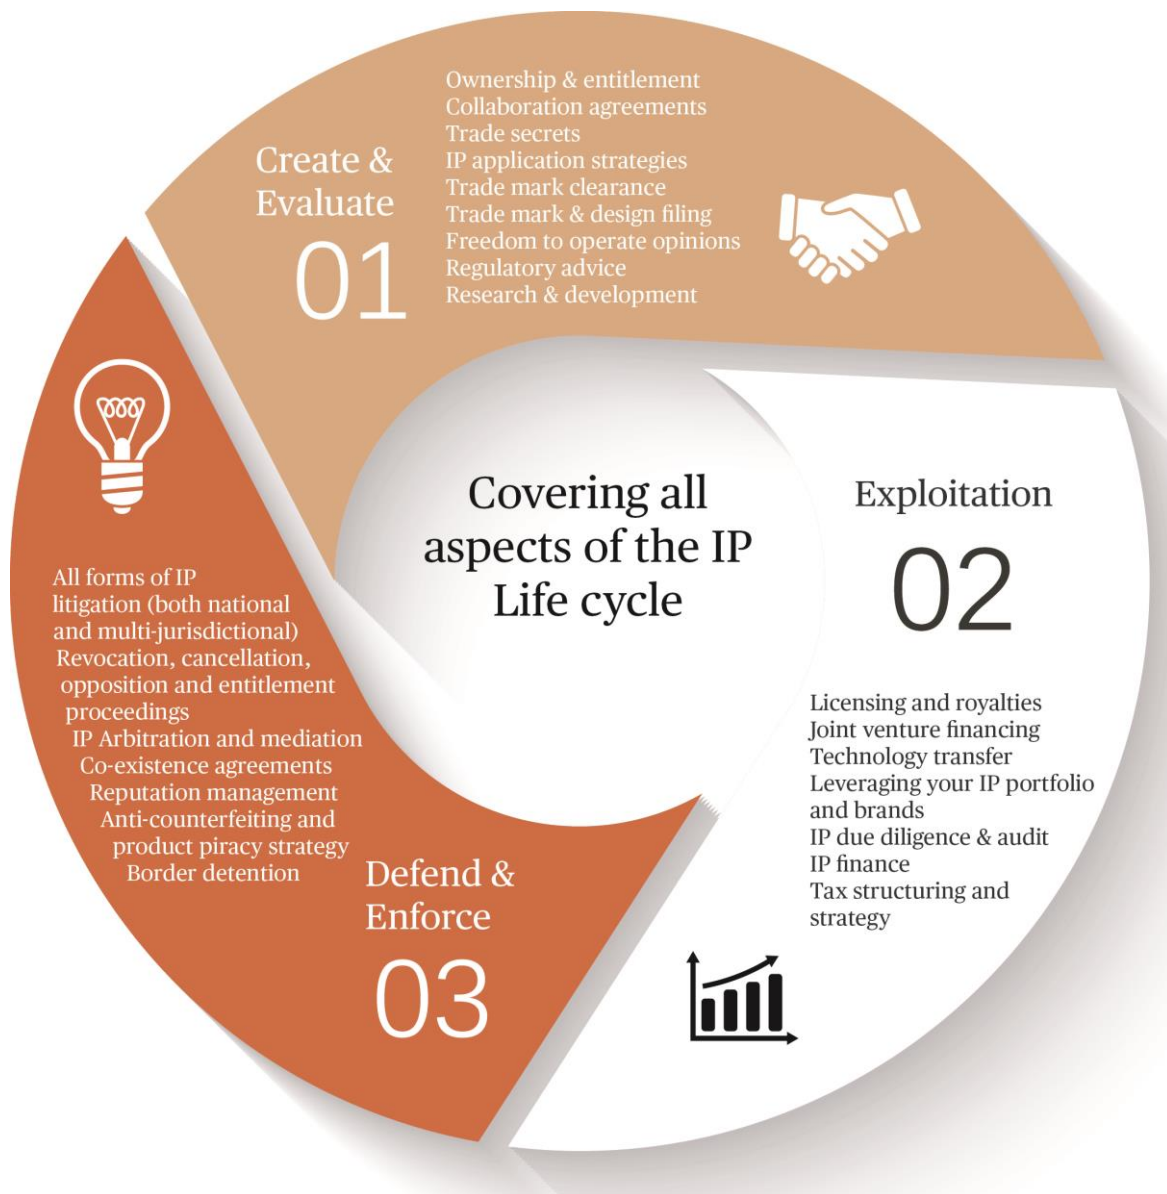 Create &
Evaluate
01
Ownership & entitlement
Collaboration agreements
Trade secrets
IP application strategies
Trade mark clearance
Trade mark & design filing
Freedom to operate opinions
Regulatory advice
Research & development
Covering all
aspects of the IP
Life cycle
Exploitation
02
Licensing and royalties
Joint venture financing
Technology transfer
Leveraging your IP portfolio
and brands
IP due diligence & audit
IP finance
Tax structuring and
strategy
All forms of IP
litigation (both national
and multi-jurisdictional)
Revocation, cancellation,
opposition and entitlement
proceedings
IP Arbitration and mediation
Co-existence agreements
Reputation management
Anti-counterfeiting and
product piracy strategy
Border detention
Defend &
Enforce
03